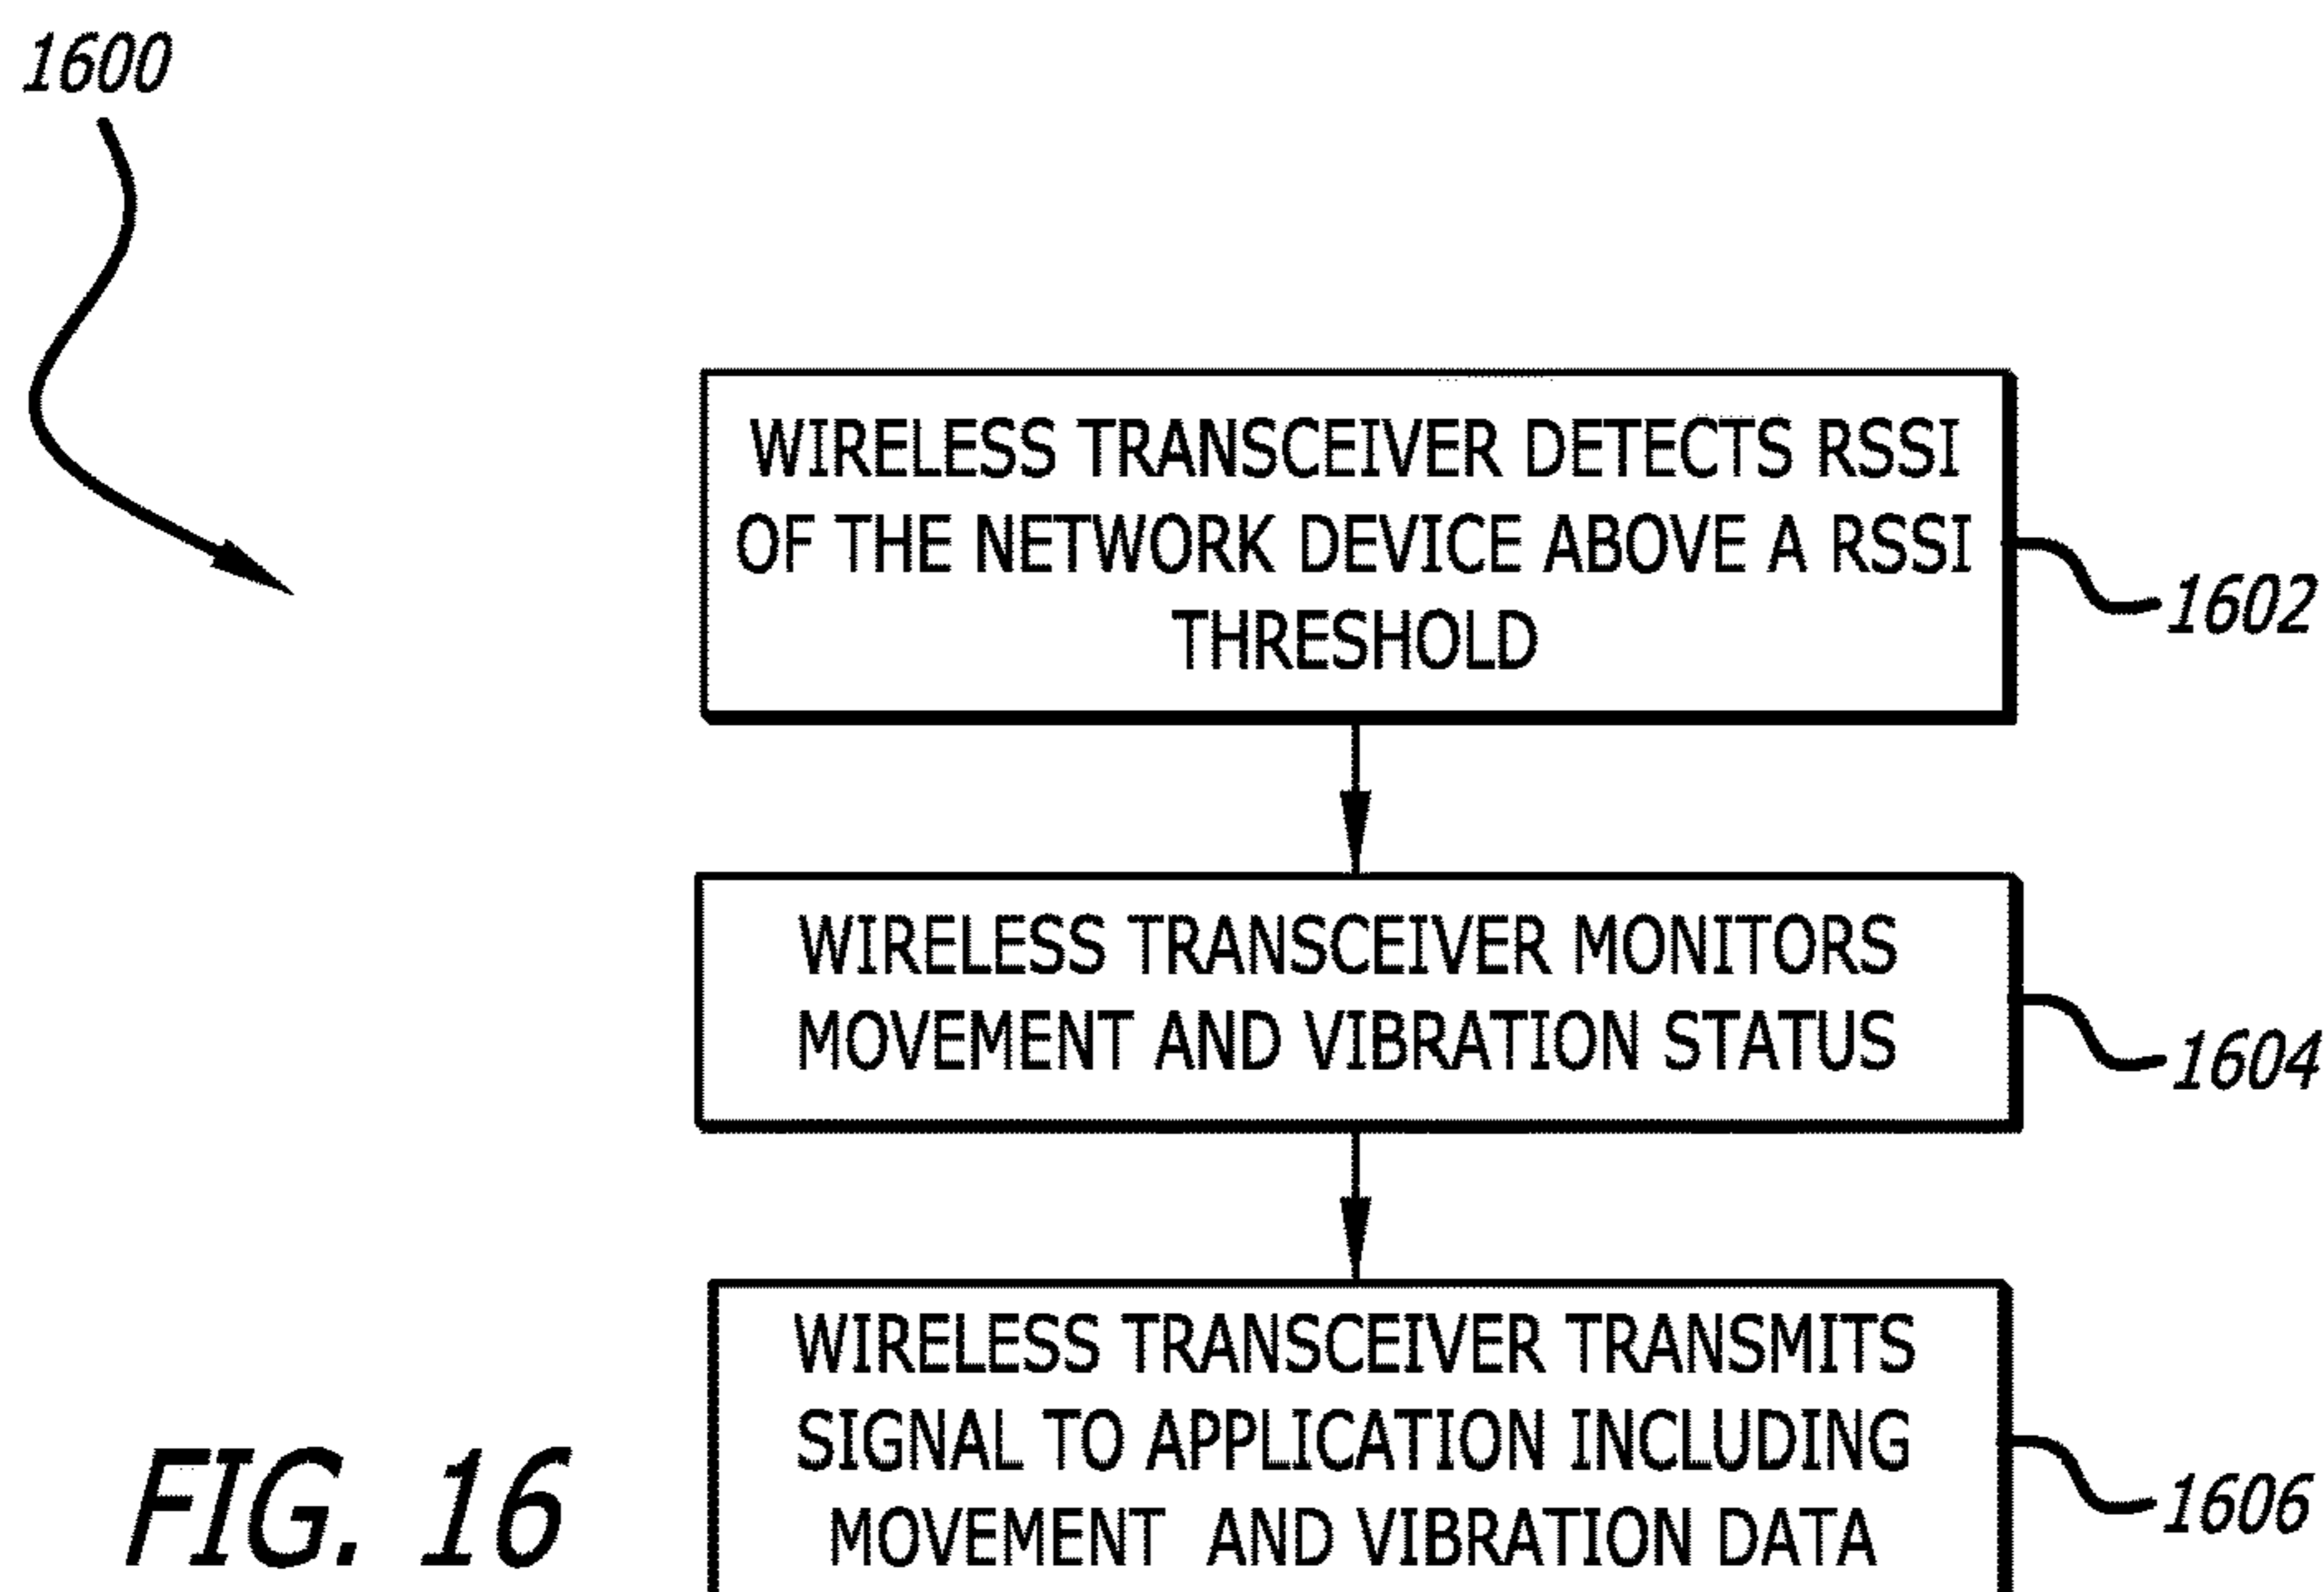 1600
WIRELESS TRANSCEIVER DETECTS RSSI
OF THE NETWORK DEVICE ABOVE A RSSI
THRESHOLD
1602
WIRELESS TRANSCEIVER MONITORS
MOVEMENT AND VIBRATION STATUS
1604
WIRELESS TRANSCEIVER TRANSMITS
SIGNAL TO APPLICATION INCLUDING
MOVEMENT AND VIBRATION DATA
1606
FIG. 16